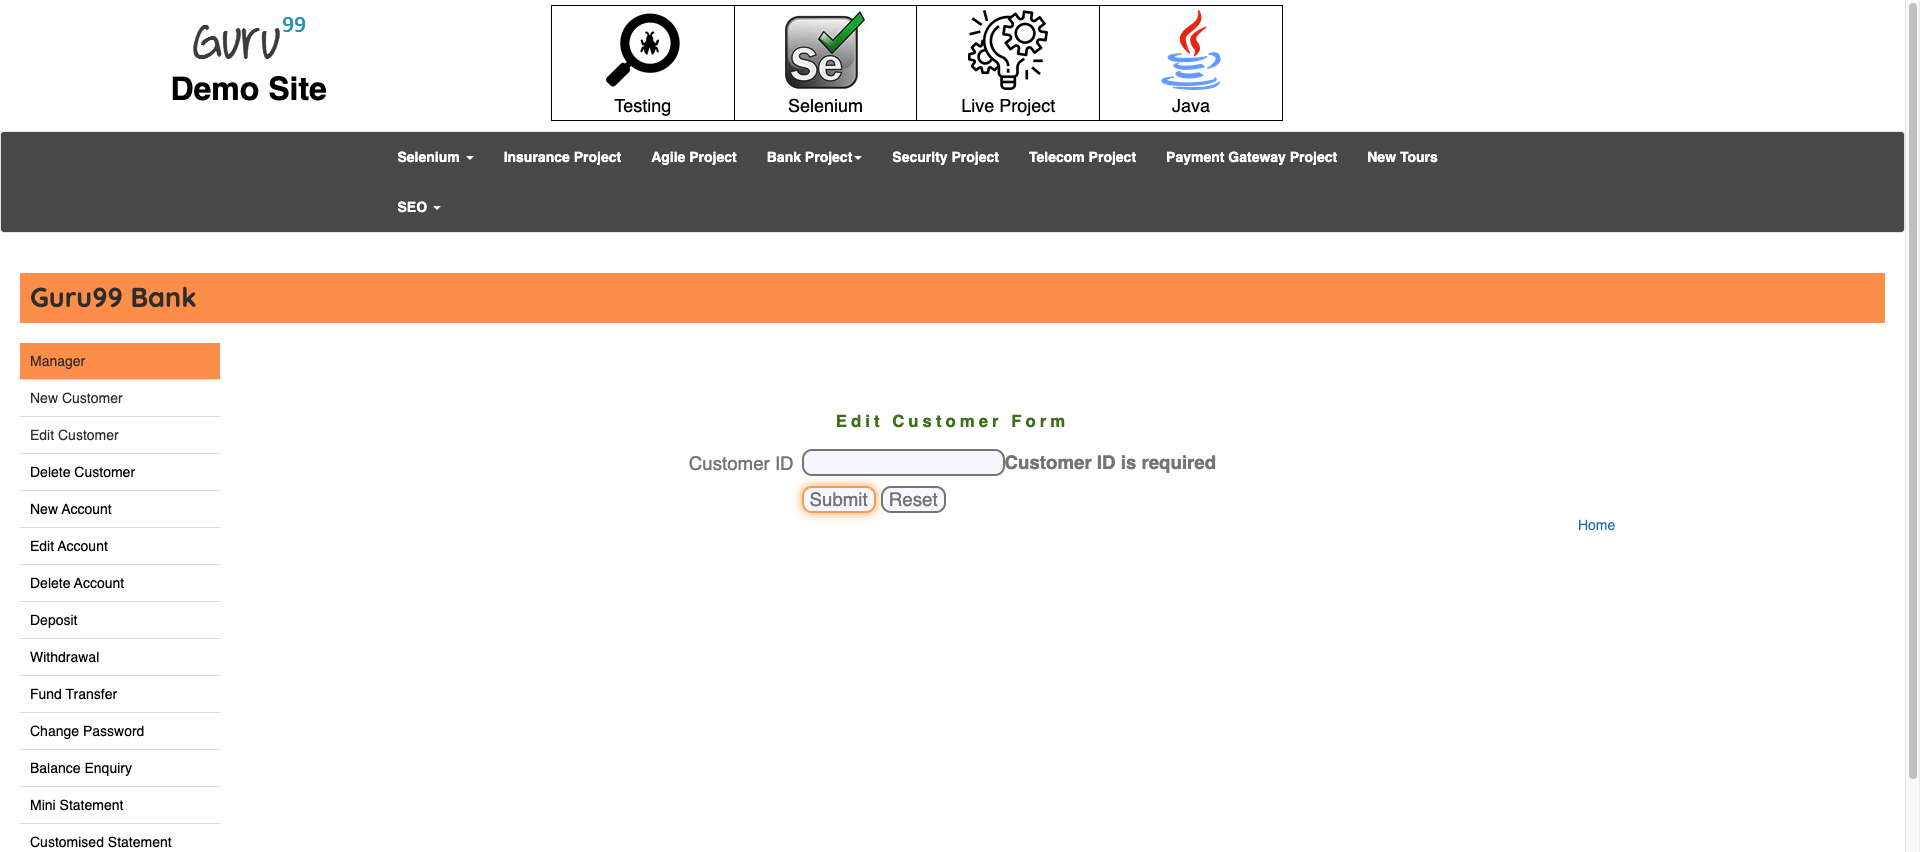 Guru99
Demo Site
Testing
Se
Selenium
Live Project
Java
Selenium Insurance Project Agile Project Bank Project Security Project Telecom Project Payment Gateway Project New Tours
SEO
Guru99 Bank
Manager
New Customer
Edit Customer
Delete Customer
New Account
Edit Account
Delete Account
Deposit
Withdrawal
Fund Transfer
Change Password
Balance Enquiry
Mini Statement
Customised Statement
Edit Customer Form
Customer ID Customer ID is required
Submit Reset
Home